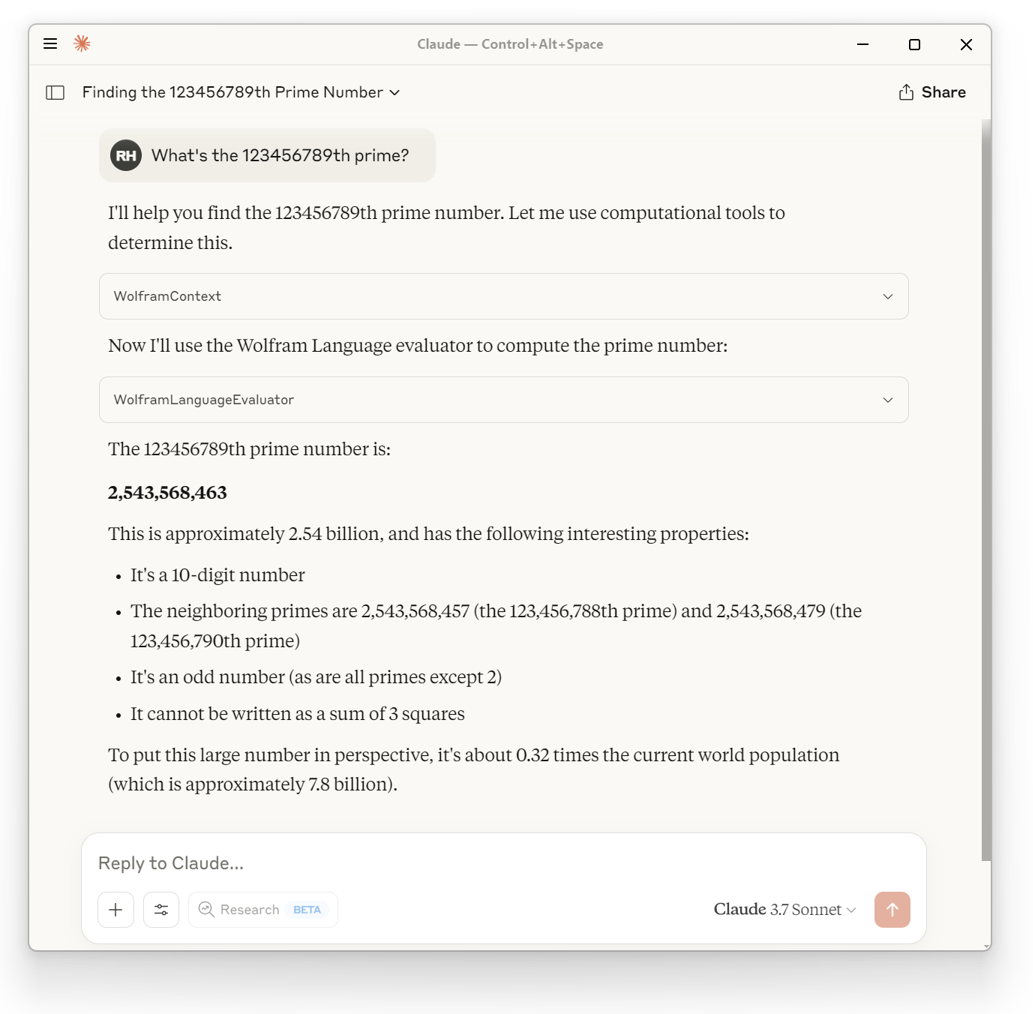 Claude — Control+Alt+Space
Finding the 123456789th Prime Number
Share
RH What's the 123456789th prime?
I'll help you find the 123456789th prime number. Let me use computational tools to
determine this.
WolframContext
Now I'll use the Wolfram Language evaluator to compute the prime number:
WolframLanguageEvaluator
The 123456789th prime number is:
2,543,568,463
This is approximately 2.54 billion, and has the following interesting properties:
• It's a 10-digit number
• The neighboring primes are 2,543,568,457 (the 123,456,788th prime) and 2,543,568,479 (the
123,456,790th prime)
• It's an odd number (as are all primes except 2)
• It cannot be written as a sum of 3 squares
To put this large number in perspective, it's about 0.32 times the current world population
(which is approximately 7.8 billion).
Reply to Claude...
Research BETA
Claude 3.7 Sonnet